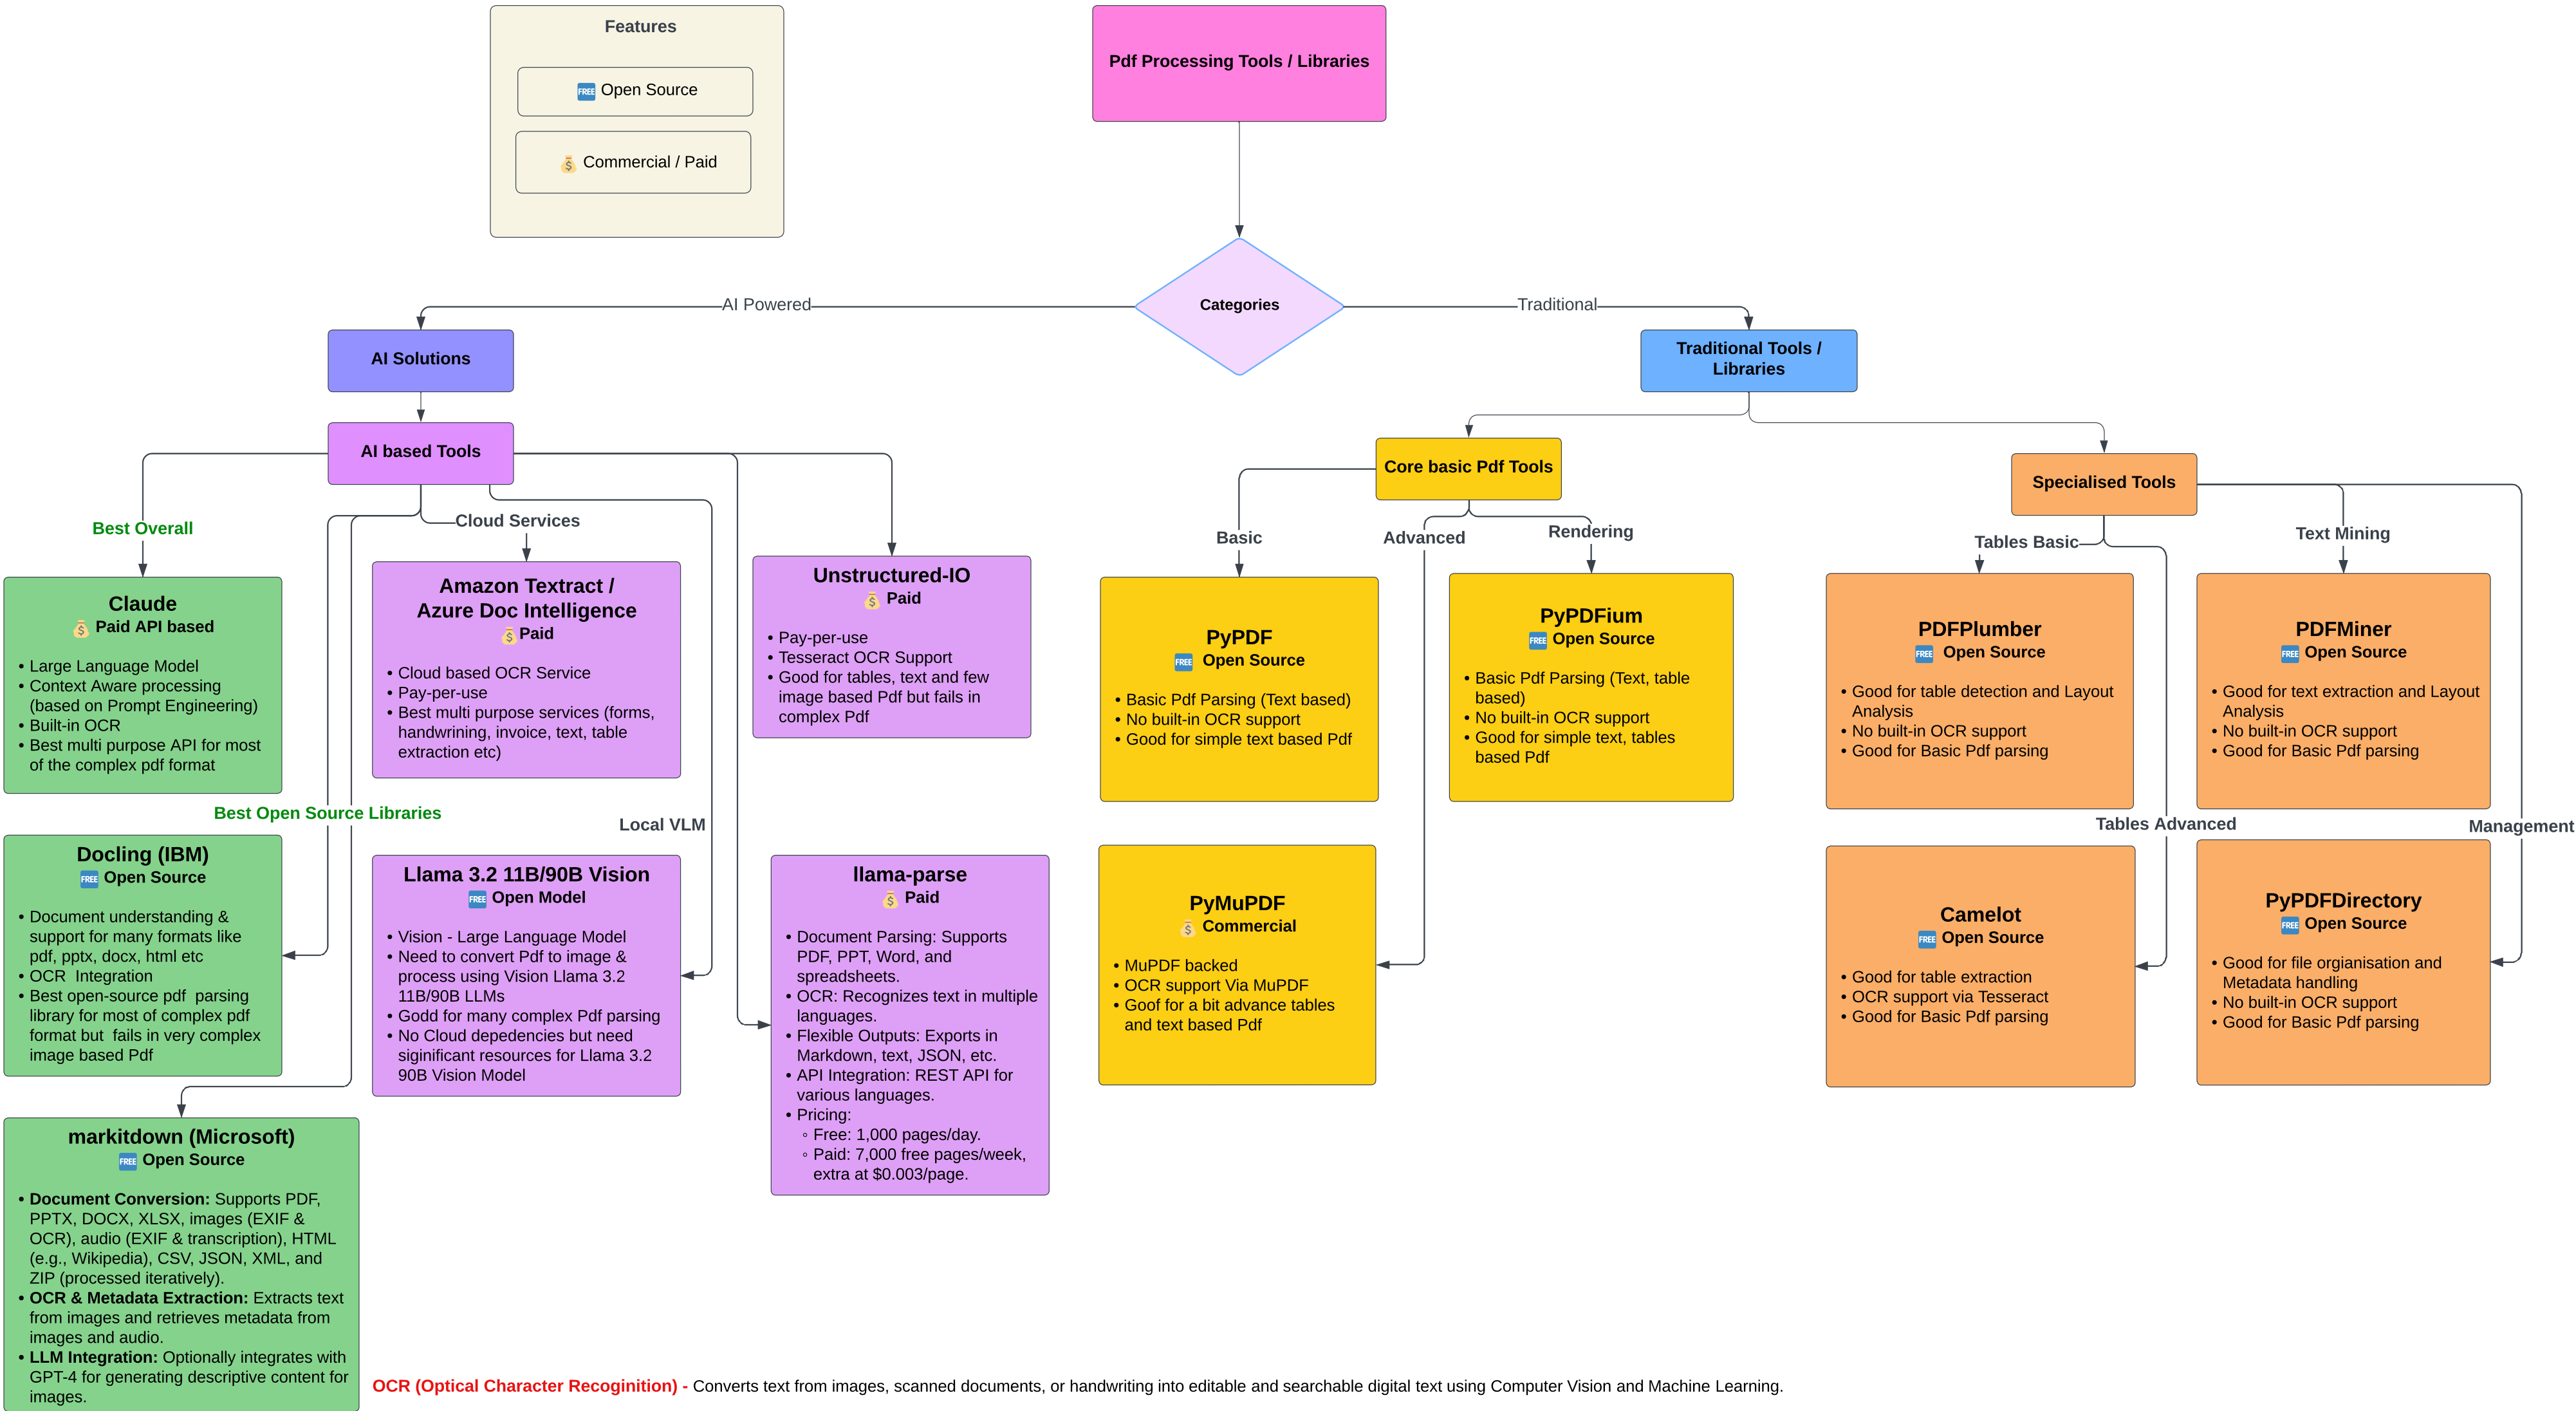 Features
FREE Open Source
$ Commercial / Paid
Pdf Processing Tools / Libraries
Categories
AI Powered
Traditional
AI Solutions
Traditional Tools /
Libraries
AI based Tools
Core basic Pdf Tools
Specialised Tools
Best Overall
Cloud Services
Basic
Advanced
Rendering
Tables Basic
Text Mining
Claude
$ Paid API based
• Large Language Model
• Context Aware processing
(based on Prompt Engineering)
• Built-in OCR
• Best multi purpose API for most
of the complex pdf format
Amazon Textract /
Azure Doc Intelligence
$ Paid
• Cloud based OCR Service
• Pay-per-use
• Best multi purpose services (forms,
handwrining, invoice, text, table
extraction etc)
Unstructured-IO
$ Paid
• Pay-per-use
• Tesseract OCR Support
• Good for tables, text and few
image based Pdf but fails in
complex Pdf
PyPDF
FREE Open Source
• Basic Pdf Parsing (Text based)
• No built-in OCR support
• Good for simple text based Pdf
PyPDFium
FREE Open Source
• Basic Pdf Parsing (Text, table
based)
• No built-in OCR support
• Good for simple text, tables
based Pdf
PDFPlumber
FREE Open Source
• Good for table detection and Layout
Analysis
• No built-in OCR support
• Good for Basic Pdf parsing
PDFMiner
FREE Open Source
• Good for text extraction and Layout
Analysis
• No built-in OCR support
• Good for Basic Pdf parsing
Best Open Source Libraries
Local VLM
Tables Advanced
Management
Docling (IBM)
FREE Open Source
• Document understanding &
support for many formats like
pdf, pptx, docx, html etc
• OCR Integration
• Best open-source pdf parsing
library for most of complex pdf
format but fails in very complex
image based Pdf
Llama 3.2 11B/90B Vision
FREE Open Model
• Vision - Large Language Model
• Need to convert Pdf to image &
process using Vision Llama 3.2
11B/90B LLMs
• Godd for many complex Pdf parsing
• No Cloud depedencies but need
siginificant resources for Llama 3.2
90B Vision Model
llama-parse
$ Paid
• Document Parsing: Supports
PDF, PPT, Word, and
spreadsheets.
• OCR: Recognizes text in multiple
languages.
• Flexible Outputs: Exports in
Markdown, text, JSON, etc.
• API Integration: REST API for
various languages.
• Pricing:
◦ Free: 1,000 pages/day.
◦ Paid: 7,000 free pages/week,
extra at $0.003/page.
PyMuPDF
$ Commercial
• MuPDF backed
• OCR support Via MuPDF
• Goof for a bit advance tables
and text based Pdf
Camelot
FREE Open Source
• Good for table extraction
• OCR support via Tesseract
• Good for Basic Pdf parsing
PyPDFDirectory
FREE Open Source
• Good for file orgianisation and
Metadata handling
• No built-in OCR support
• Good for Basic Pdf parsing
markitdown (Microsoft)
FREE Open Source
• Document Conversion: Supports PDF,
PPTX, DOCX, XLSX, images (EXIF &
OCR), audio (EXIF & transcription), HTML
(e.g., Wikipedia), CSV, JSON, XML, and
ZIP (processed iteratively).
• OCR & Metadata Extraction: Extracts text
from images and retrieves metadata from
images and audio.
• LLM Integration: Optionally integrates with
GPT-4 for generating descriptive content for
images.
OCR (Optical Character Recoginition) - Converts text from images, scanned documents, or handwriting into editable and searchable digital text using Computer Vision and Machine Learning.